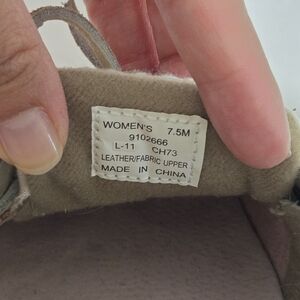 WOMEN'S 7.5M
9102666
L-11 CH73
LEATHER/FABRIC UPPER
MADE IN CHINA